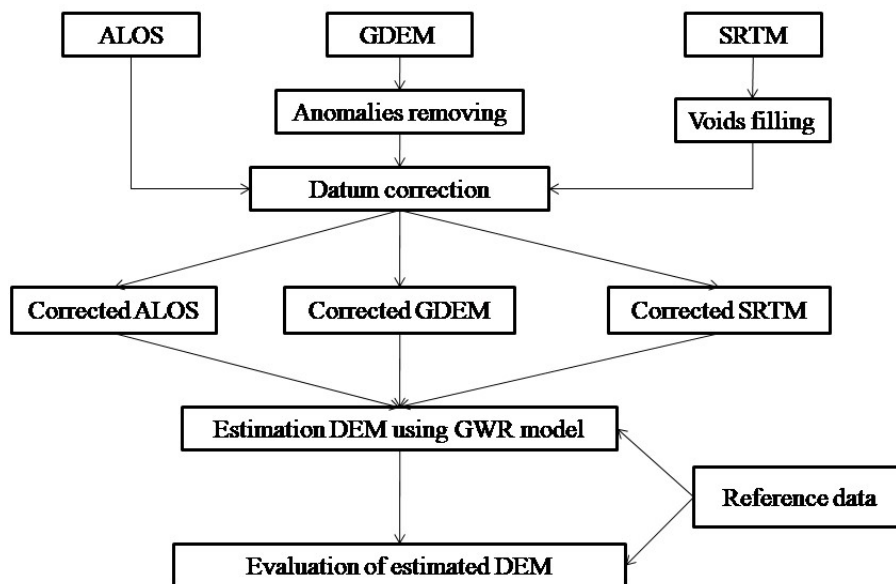 ALOS
GDEM
SRTM
Anomalies removing
Voids filling
Datum correction
Corrected ALOS
Corrected GDEM
Corrected SRTM
Estimation DEM using GWR model
Reference data
Evaluation of estimated DEM